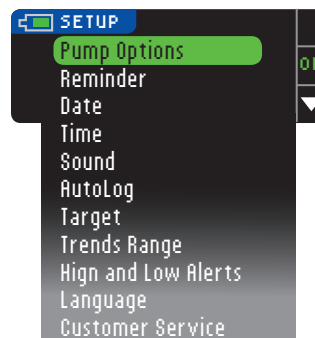 SETUP
Pump Options
Reminder
Date
Time
Sound
AutoLog
Target
Trends Range
Hign and Low Alerts
Language
Customer Service